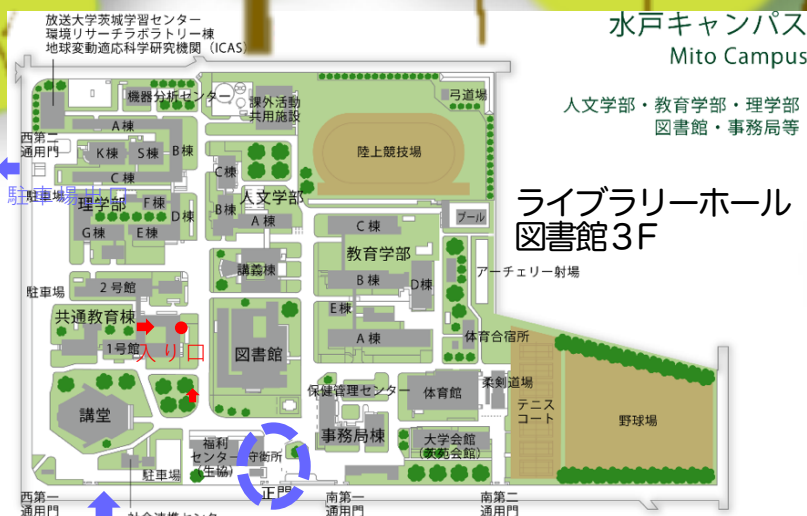 放送大学茨城学習センター
環境リサーチラボラトリー棟
地球変動適応科学研究機関（ICAS）
水戸キャンパス
Mito Campus
人文学部・教育学部・理学部
図書館・事務局等
ライブラリーホール
図書館３F
機器分析センター
課外活動
共用施設
弓道場
A棟
西第二
通用門
K棟
S棟
B棟
C棟
陸上競技場
駐車場出口
駐車場
理学部
F棟
D棟
G棟
E棟
C棟
人文学部
B棟
A棟
プール
C棟
教育学部
講義棟
B棟
D棟
アーチェリー射場
駐車場
2号館
E棟
共通教育棟
A棟
体育合宿所
1号館
入り口
図書館
保健管理センター
体育館
柔剣道場
テニス
コート
野球場
講堂
事務局棟
大学会館
（茨苑会館）
福利
センター
（生協）
守衛所
駐車場
正門
西第一
通用門
南第一
通用門
南第二
通用門